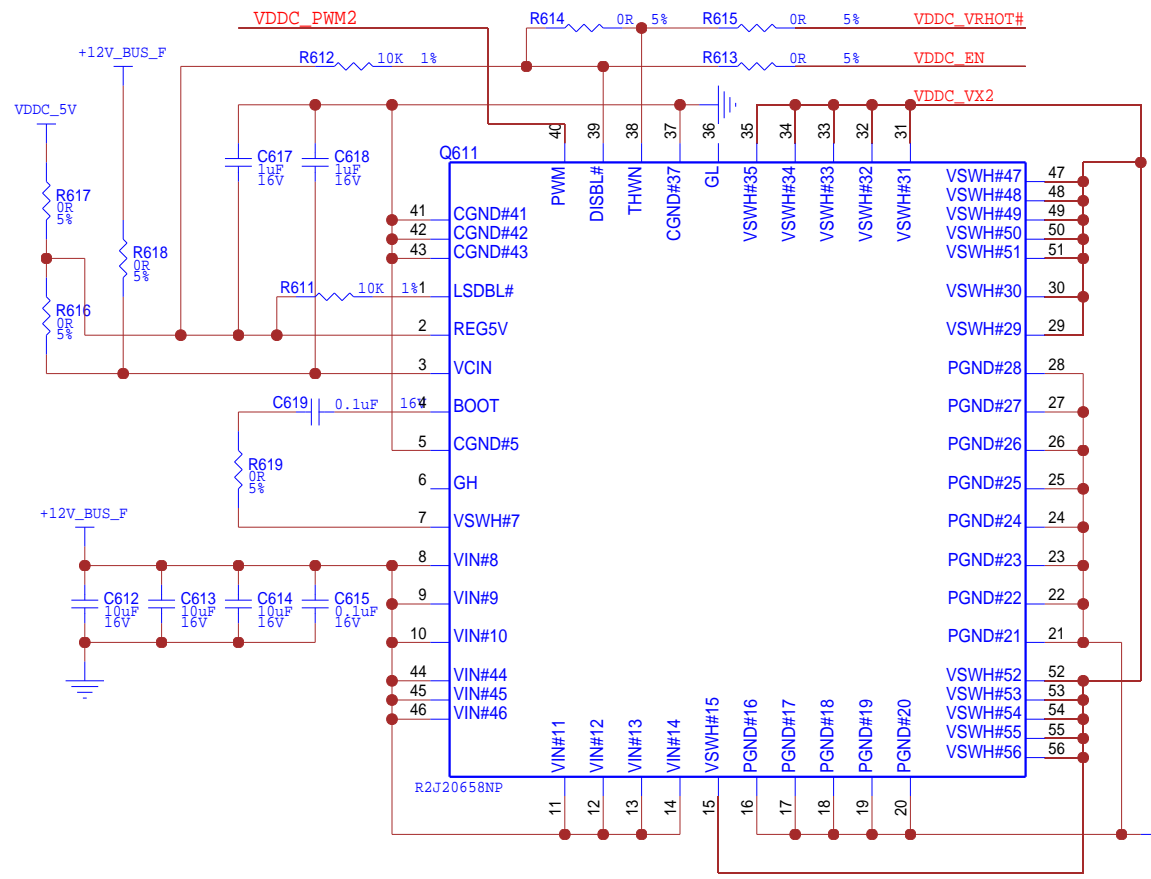 VDDC_PWM2
R614 0R 5% R615 0R 5% VDDC_VRHOT#
+12V_BUS_F
R612 10K 1% R613 0R 5% VDDC_EN
VDDC_5V
VDDC_VX2
40 39 38 37 36 35 34 33 32 31
Q611
C617
1uF
16V
C618
1uF
16V
PWM
DISBL#
THWN
CGND#37
GL
VSWH#35
VSWH#34
VSWH#33
VSWH#32
VSWH#31
R617
0R
5%
R618
0R
5%
R616
0R
5%
41 CGND#41
42 CGND#42
43 CGND#43
R611 10K 1% 1 LSDBL#
2 REG5V
3 VCIN
C619 0.1uF 16V 4 BOOT
5 CGND#5
R619
0R
5%
6 GH
7 VSWH#7
+12V_BUS_F
8 VIN#8
9 VIN#9
10 VIN#10
C612
10uF
16V
C613
10uF
16V
C614
10uF
16V
C615
0.1uF
16V
44 VIN#44
45 VIN#45
46 VIN#46
VSWH#47 47
VSWH#48 48
VSWH#49 49
VSWH#50 50
VSWH#51 51
VSWH#30 30
VSWH#29 29
PGND#28 28
PGND#27 27
PGND#26 26
PGND#25 25
PGND#24 24
PGND#23 23
PGND#22 22
PGND#21 21
VSWH#52 52
VSWH#53 53
VSWH#54 54
VSWH#55 55
VSWH#56 56
VIN#11
VIN#12
VIN#13
VIN#14
VSWH#15
PGND#16
PGND#17
PGND#18
PGND#19
PGND#20
R2J20658NP
11 12 13 14 15 16 17 18 19 20